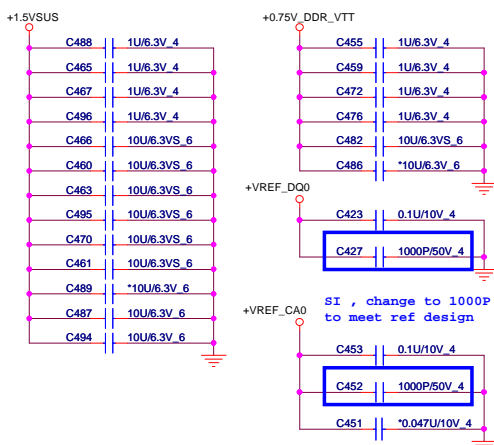 +1.5VSUS
C488 1U/6.3V_4
C465 1U/6.3V_4
C467 1U/6.3V_4
C496 1U/6.3V_4
C466 10U/6.3VS_6
C460 10U/6.3VS_6
C463 10U/6.3VS_6
C495 10U/6.3VS_6
C470 10U/6.3VS_6
C461 10U/6.3VS_6
C489 *10U/6.3V_6
C487 10U/6.3V_6
C494 10U/6.3V_6
+0.75V_DDR_VTT
C455 1U/6.3V_4
C459 1U/6.3V_4
C472 1U/6.3V_4
C476 1U/6.3V_4
C482 10U/6.3VS_6
C486 *10U/6.3V_6
+VREF_DQ0
C423 0.1U/10V_4
C427 1000P/50V_4
SI , change to 1000P
to meet ref design
+VREF_CA0
C453 0.1U/10V_4
C452 1000P/50V_4
C451 *0.047U/10V_4